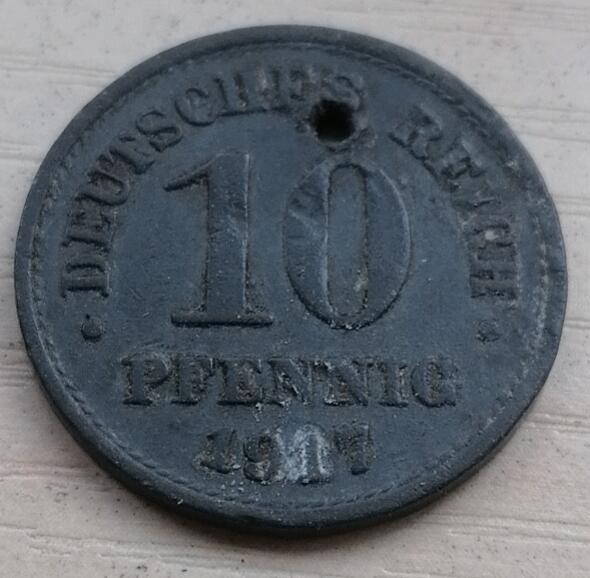 DEUTSCHES REICH
10
PFENNIG
1917